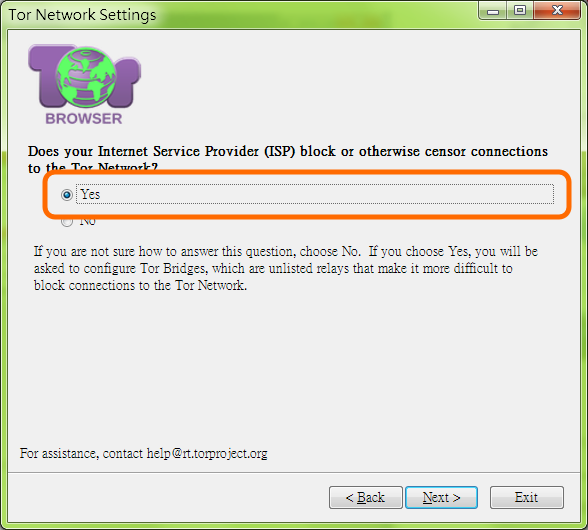 Tor Network Settings
Tor
BROWSER
Does your Internet Service Provider (ISP) block or otherwise censor connections
to the Tor Network?
Yes
No
If you are not sure how to answer this question, choose No. If you choose Yes, you will be
asked to configure Tor Bridges, which are unlisted relays that make it more difficult to
block connections to the Tor Network.
For assistance, contact help@rt.torproject.org
< Back Next > Exit